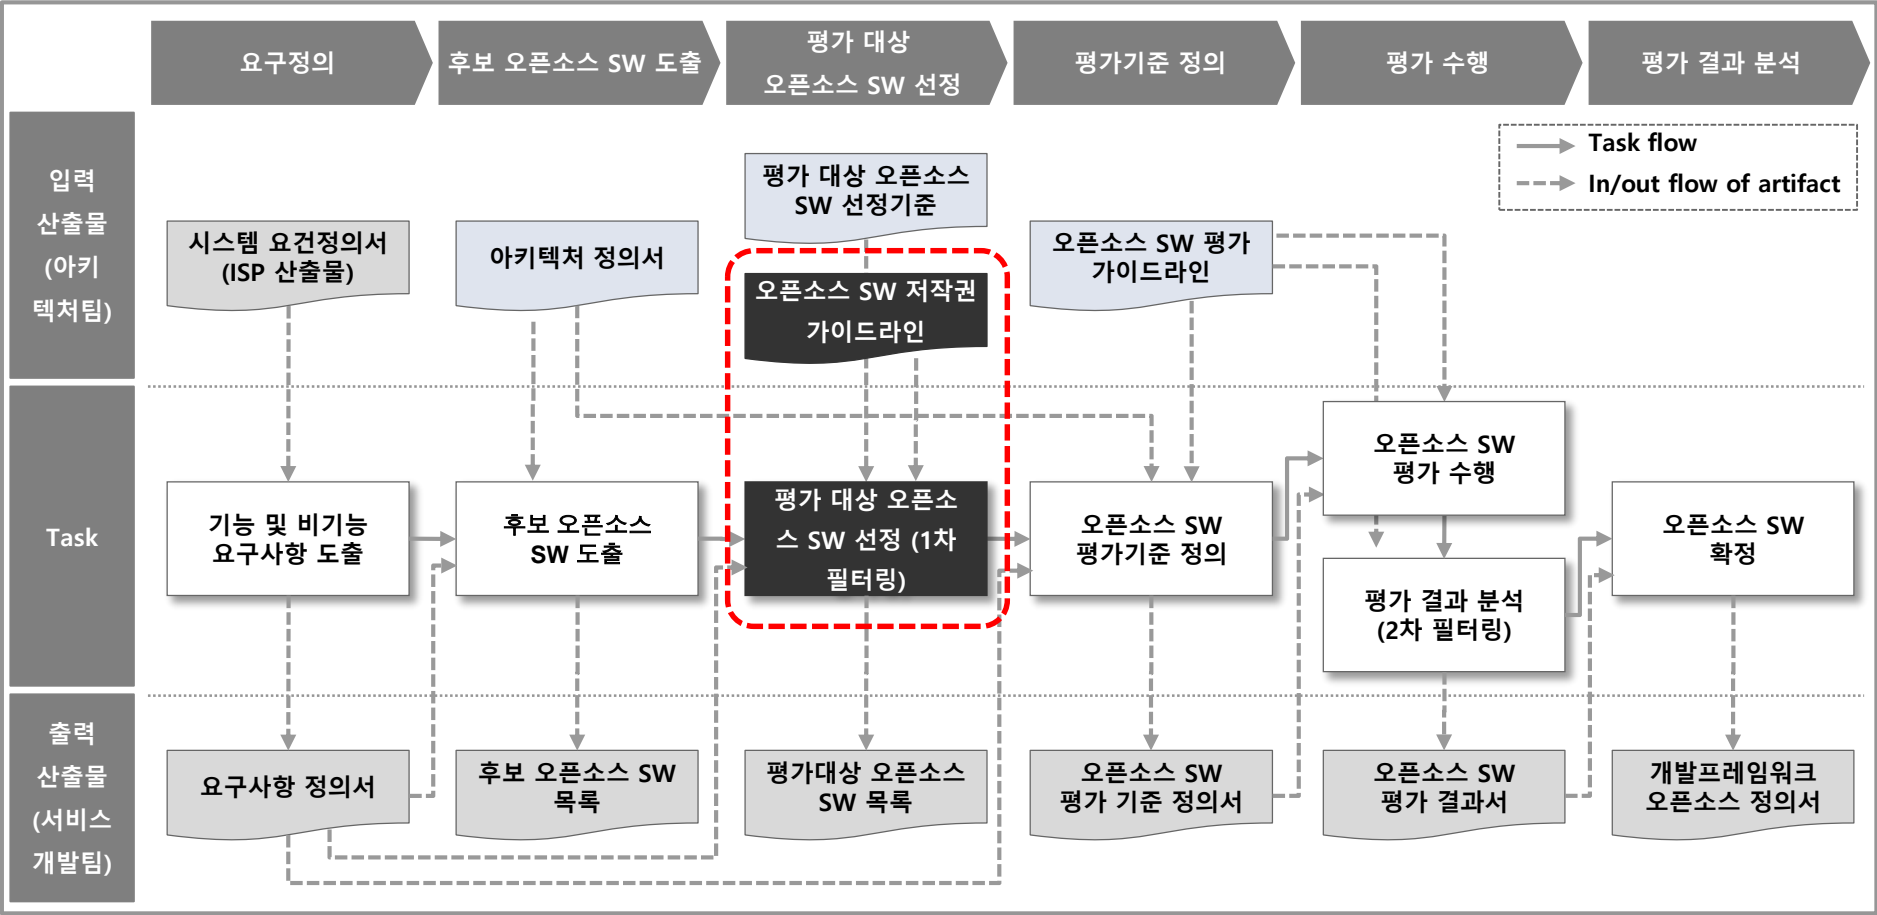 요구정의
후보 오픈소스 SW 도출
평가 대상
오픈소스 SW 선정
평가기준 정의
평가 수행
평가 결과 분석
Task flow
In/out flow of artifact
입력
산출물
(아키
텍처팀)
시스템 요건정의서
(ISP 산출물)
아키텍처 정의서
평가 대상 오픈소스
SW 선정기준
오픈소스 SW 저작권
가이드라인
오픈소스 SW 평가
가이드라인
Task
기능 및 비기능
요구사항 도출
후보 오픈소스
SW 도출
평가 대상 오픈소
스 SW 선정 (1차
필터링)
오픈소스 SW
평가기준 정의
오픈소스 SW
평가 수행
평가 결과 분석
(2차 필터링)
오픈소스 SW
확정
출력
산출물
(서비스
개발팀)
요구사항 정의서
후보 오픈소스 SW
목록
평가대상 오픈소스
SW 목록
오픈소스 SW
평가 기준 정의서
오픈소스 SW
평가 결과서
개발프레임워크
오픈소스 정의서